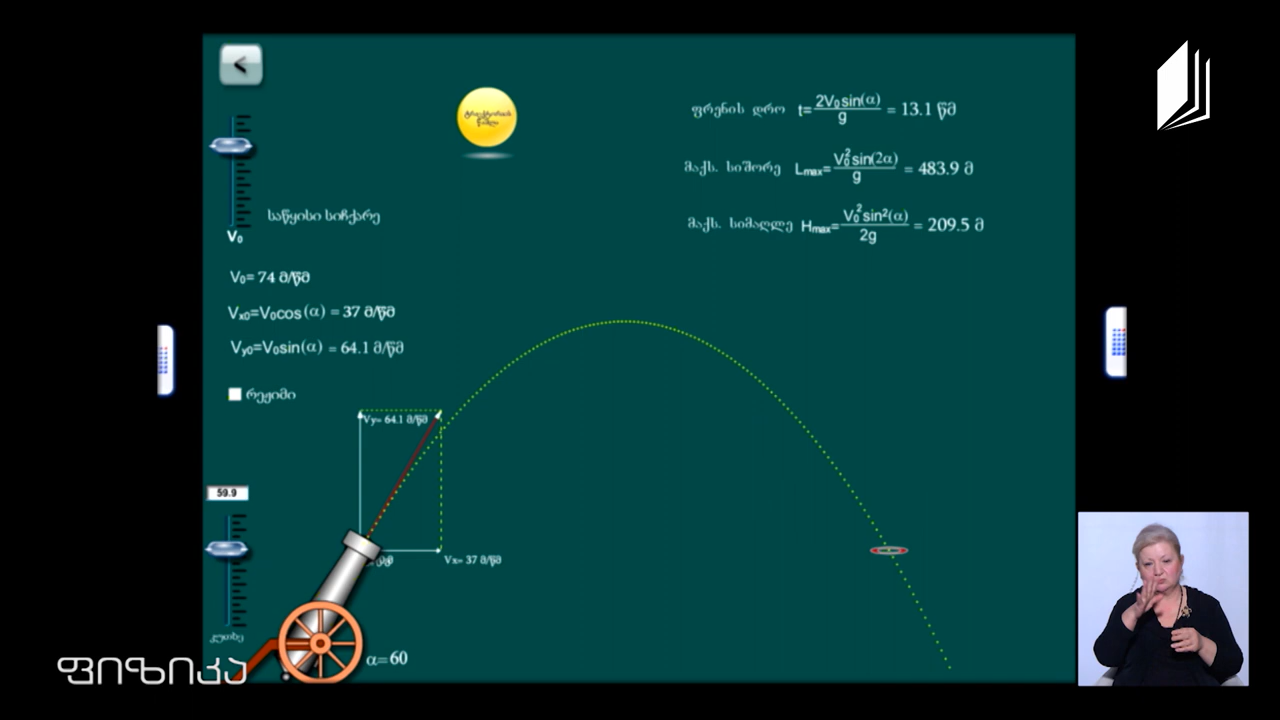 <
ტრაექტორიის წაშლა
ფრენის დრო t=2V₀sin(α)/g = 13.1 წმ
მაქს. სიშორე Lmax=V₀²sin(2α)/g = 483.9 მ
მაქს. სიმაღლე Hmax=V₀²sin²(α)/2g = 209.5 მ
საწყისი სიჩქარე
V₀
V₀= 74 მ/წმ
Vx₀=V₀cos(α) = 37 მ/წმ
Vy₀=V₀sin(α) = 64.1 მ/წმ
რეჟიმი
Vy= 64.1 მ/წმ
59.9
Vx= 37 მ/წმ
კუთხე
α=60
ფიზიკა